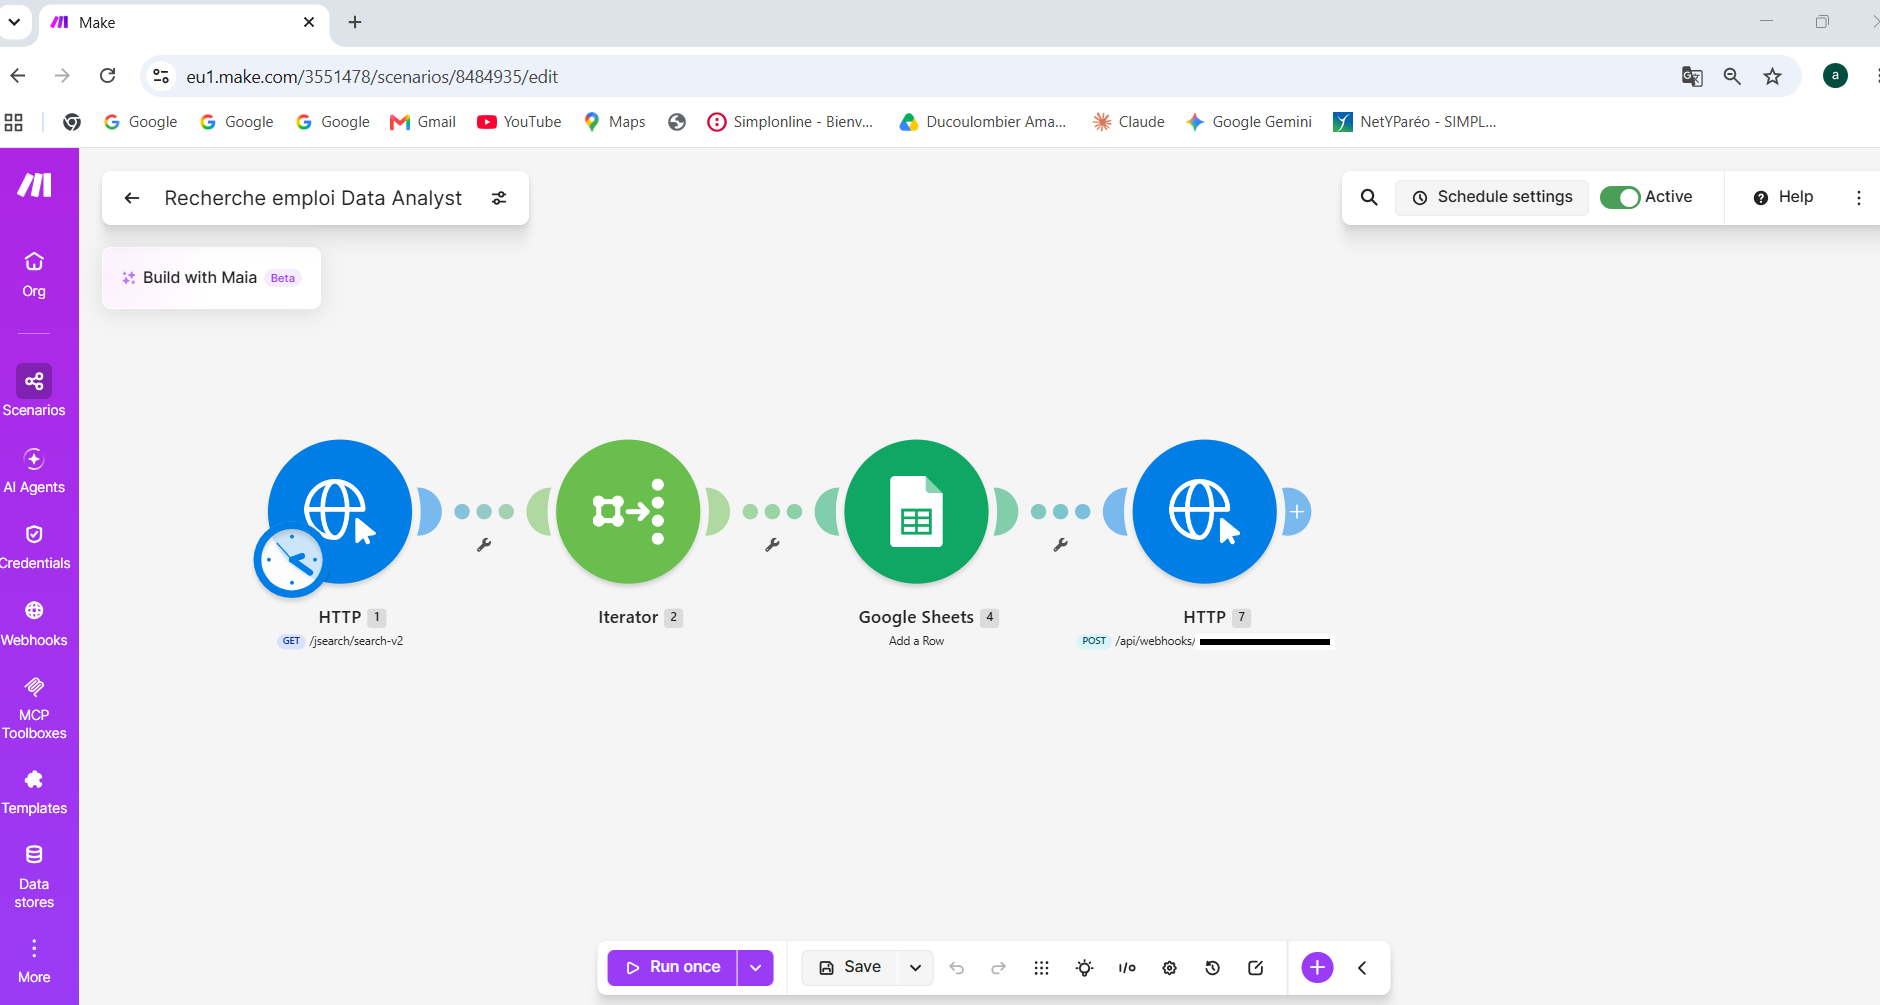 Make
eu1.make.com/3551478/scenarios/8484935/edit
a
Google
Google
Google
Gmail
YouTube
Maps
Simplonline - Bienv...
Ducoulombier Ama...
Claude
Google Gemini
NetYParéo - SIMPL...
Recherche emploi Data Analyst
Schedule settings
Active
Help
Build with Maia Beta
Org
Scenarios
AI Agents
Credentials
Webhooks
MCP
Toolboxes
Templates
Data
stores
More
HTTP 1
GET /jsearch/search-v2
Iterator 2
Google Sheets 4
Add a Row
HTTP 7
POST /api/webhooks/
Run once
Save